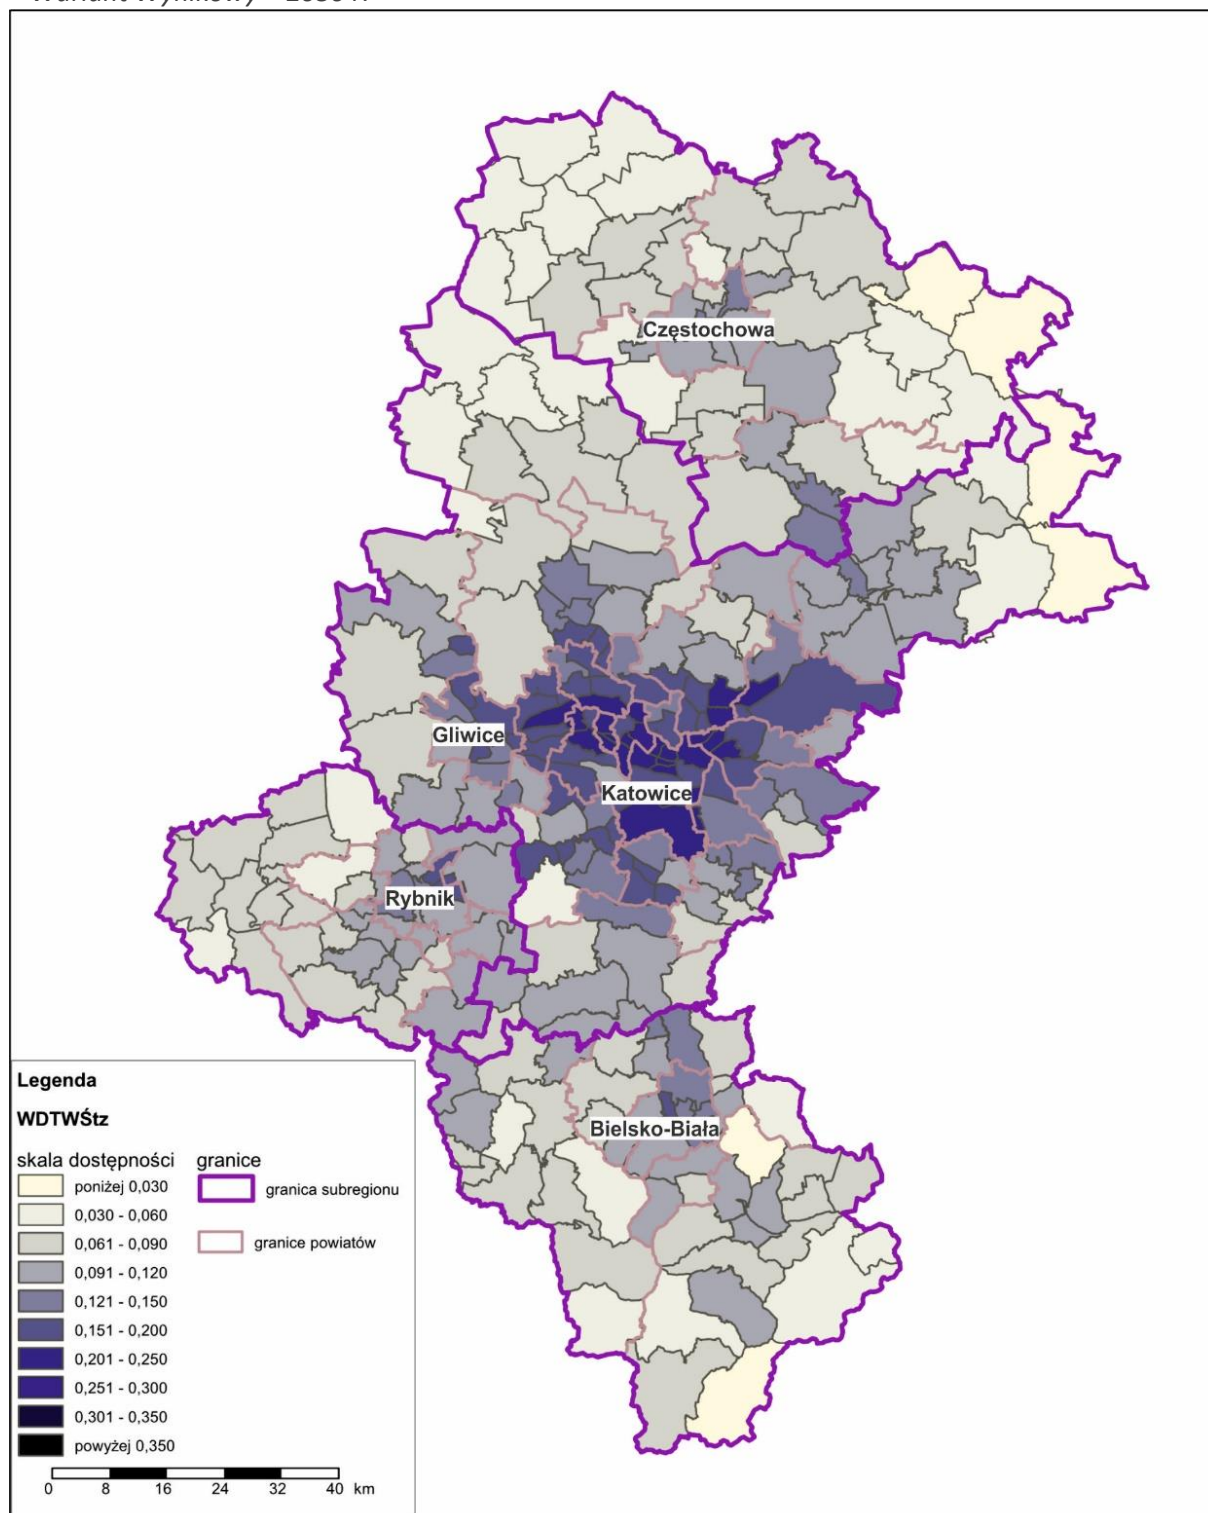 Częstochowa
Gliwice
Katowice
Rybnik
Bielsko-Biała
Legenda
WDTWŚtz
skala dostępności granice
poniżej 0,030
granica subregionu
0,030 - 0,060
0,061 - 0,090
granice powiatów
0,091 - 0,120
0,121 - 0,150
0,151 - 0,200
0,201 - 0,250
0,251 - 0,300
0,301 - 0,350
powyżej 0,350
0 8 16 24 32 40 km